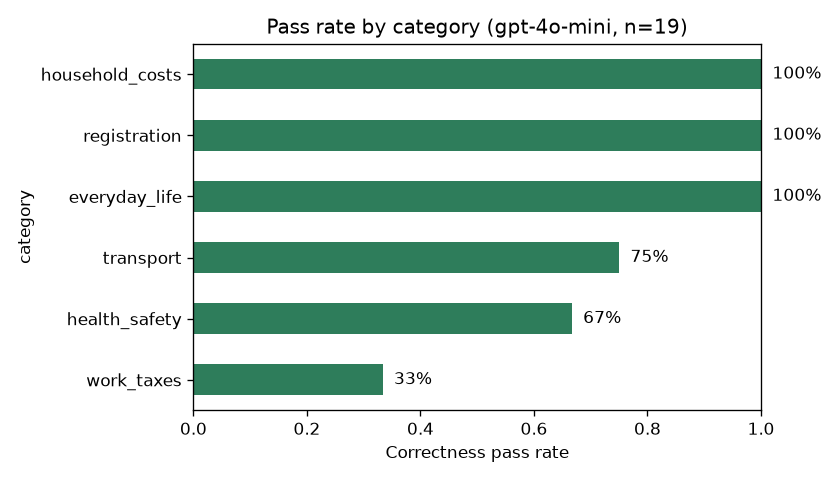 Pass rate by category (gpt-4o-mini, n=19)
household_costs 100%
registration 100%
everyday_life 100%
category
transport 75%
health_safety 67%
work_taxes 33%
0.0 0.2 0.4 0.6 0.8 1.0
Correctness pass rate